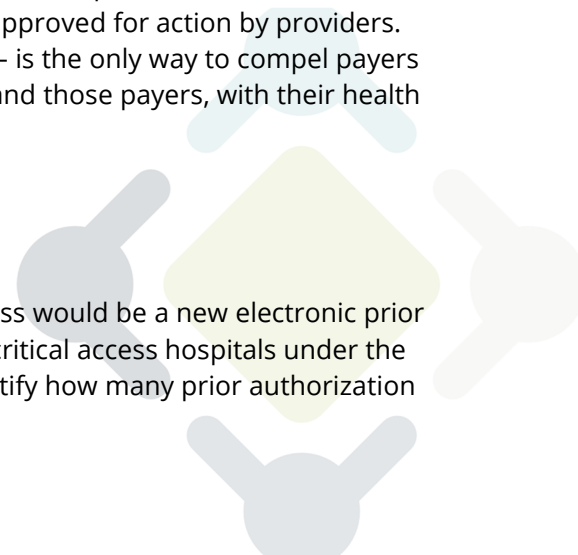 pproved for action by providers.
– is the only way to compel payers
nd those payers, with their health
ss would be a new electronic prior
ritical access hospitals under the
tify how many prior authorization